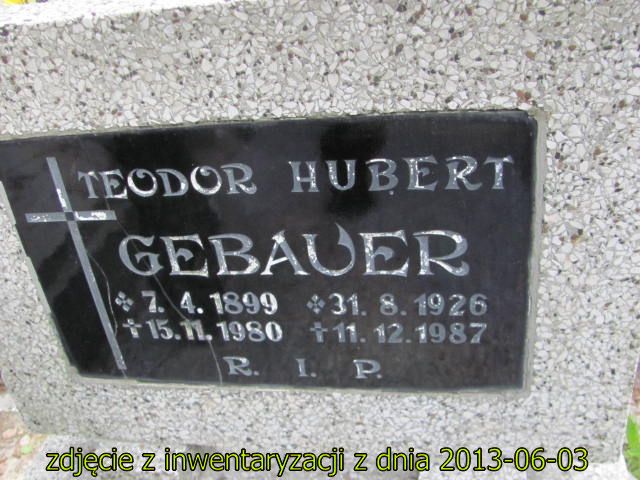 TEODOR HUBERT
GEBAUER
7. 4. 1899 31. 8. 1926
†15.11.1980 †11.12.1987
R. I. P.
zdjęcie z inwentaryzacji z dnia 2013-06-03